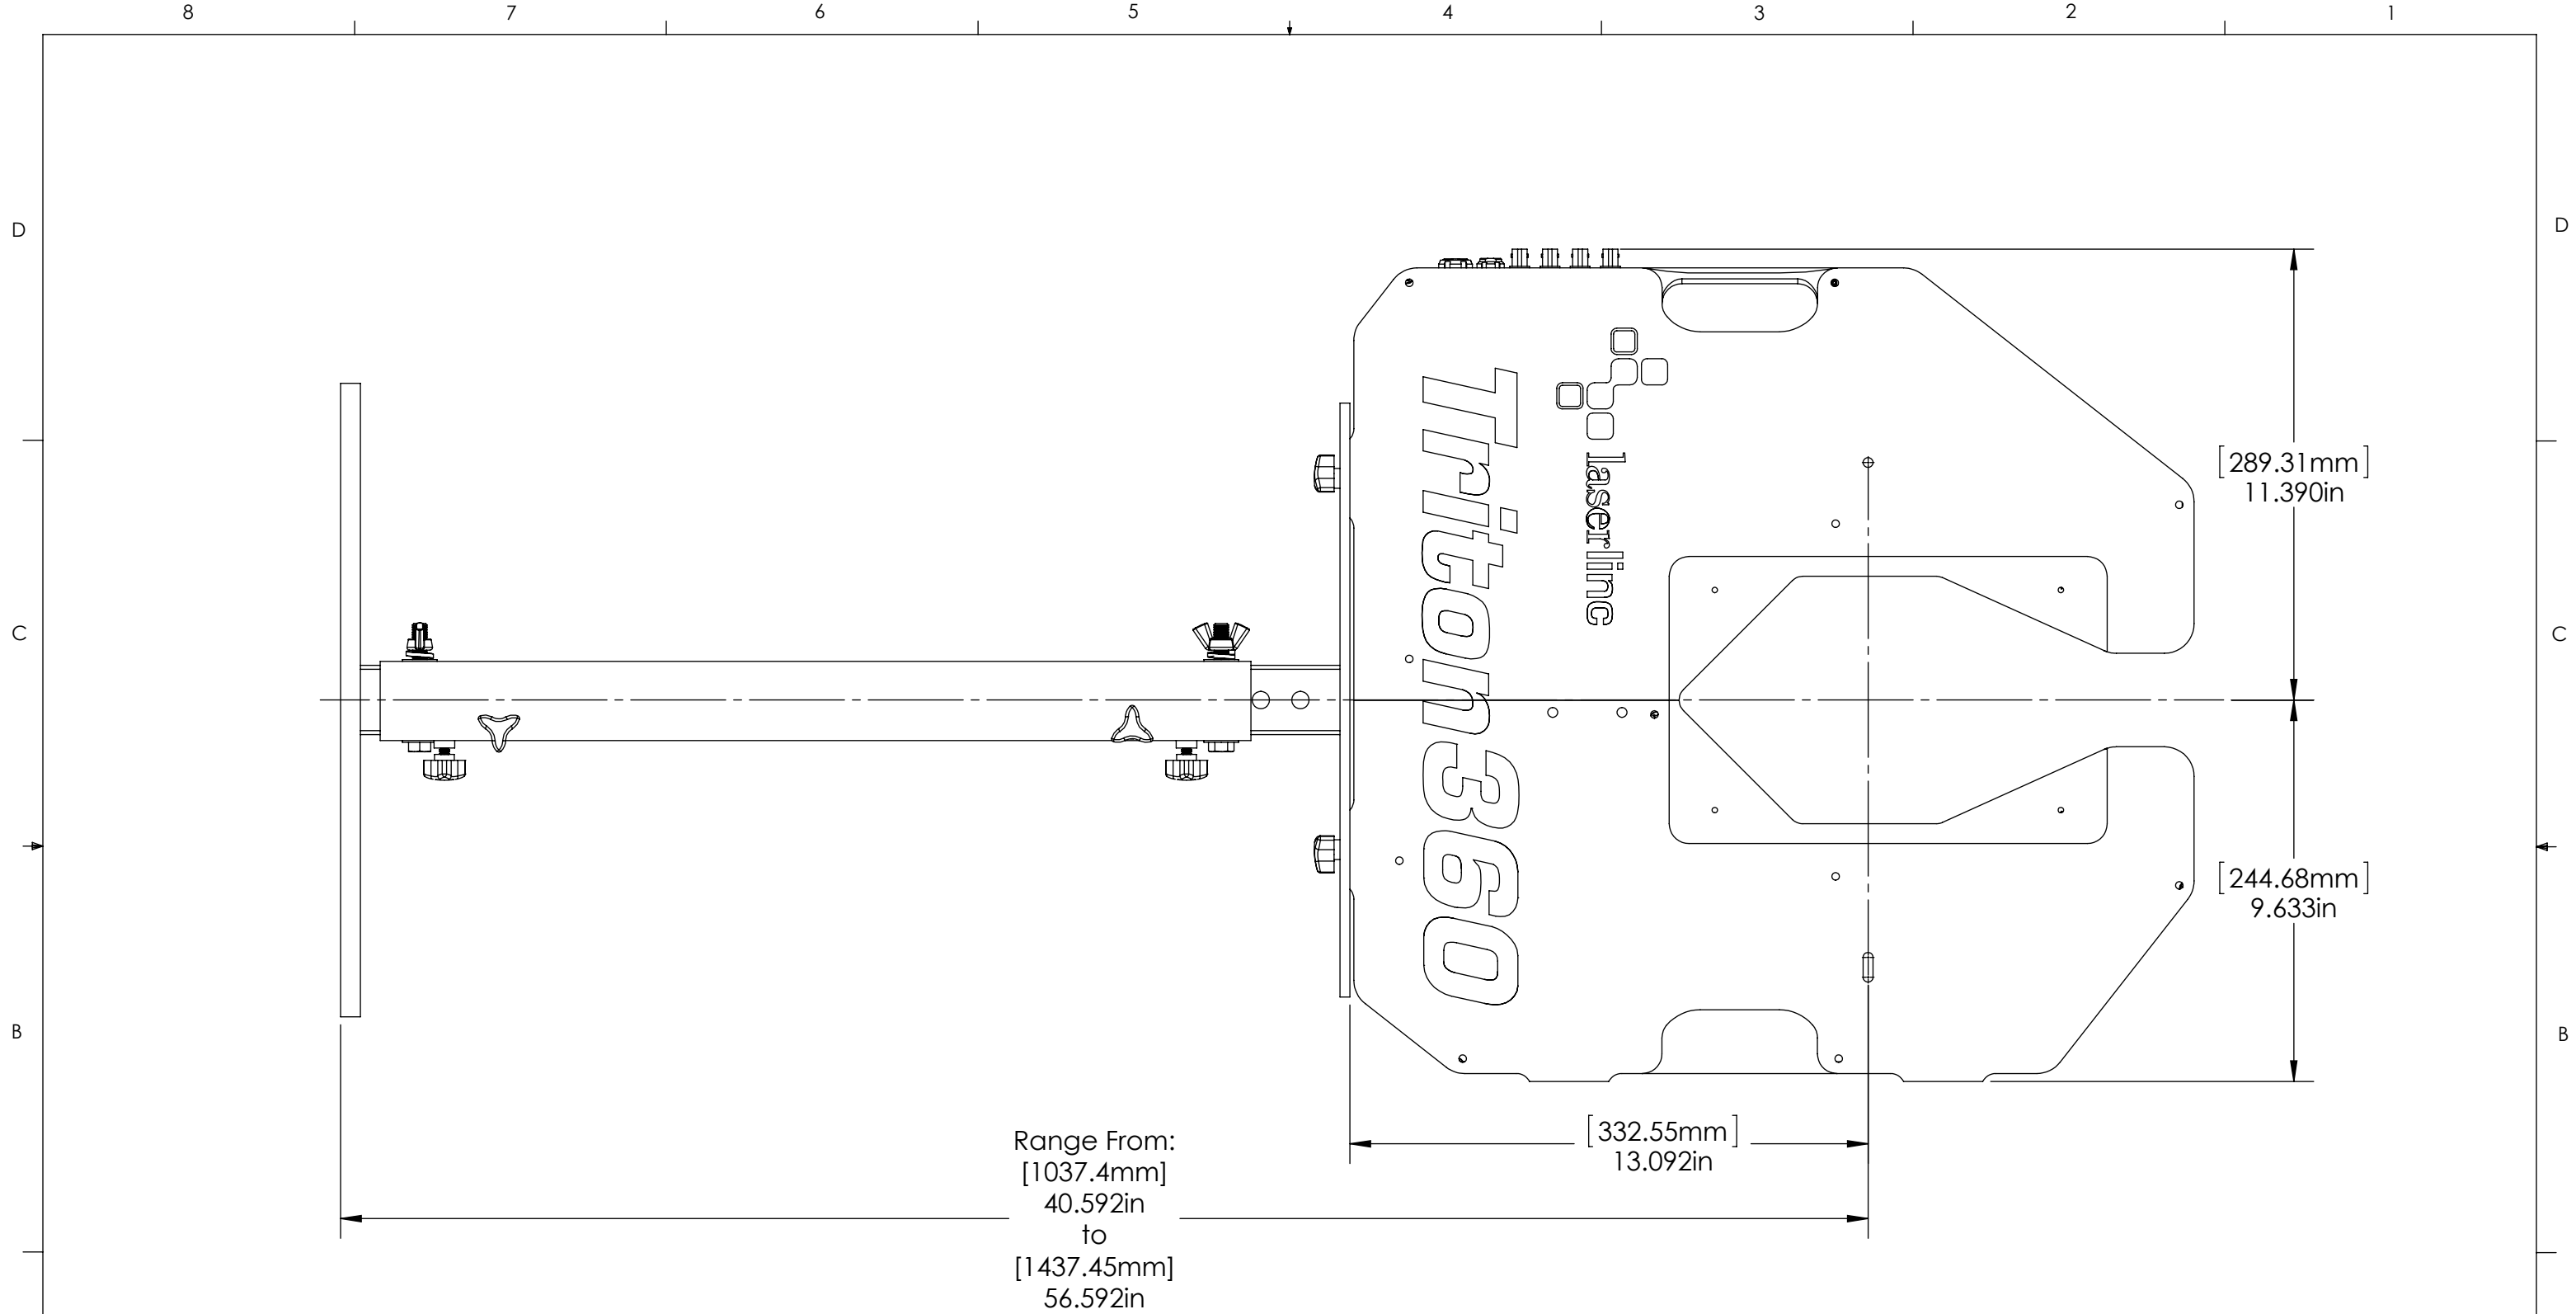 8 7 6 5 4 3 2 1
D D
[289.31mm]
11.390in
Triton360
laserlinc
C C
[244.68mm]
9.633in
B B
[332.55mm]
13.092in
Range From:
[1037.4mm]
40.592in
to
[1437.45mm]
56.592in